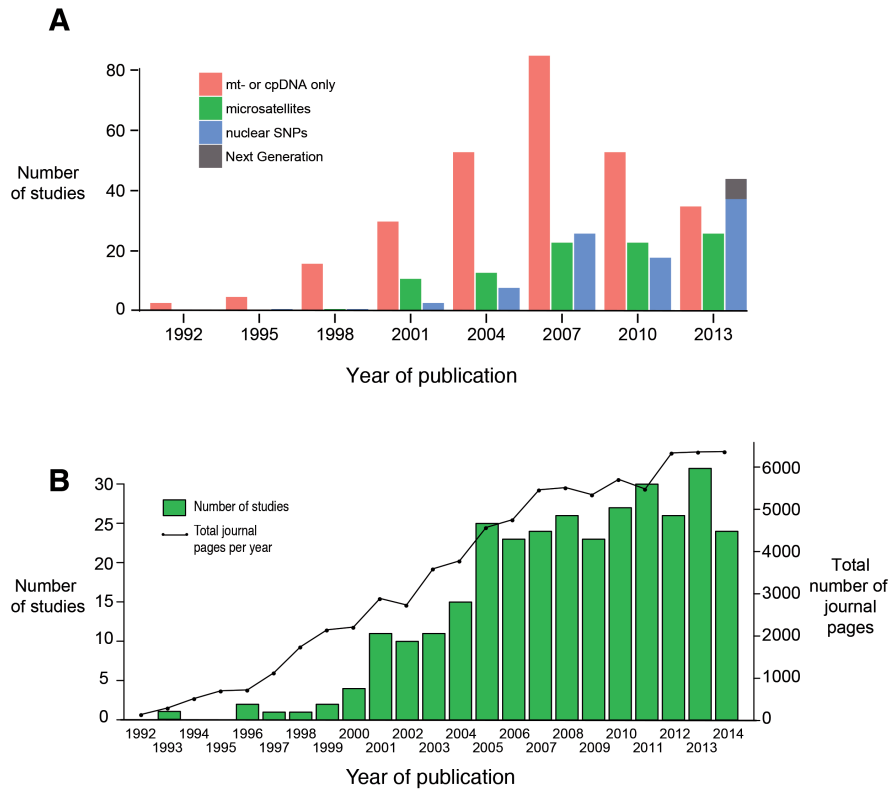 A
80
60
40
20
0
Number
of studies
mt- or cpDNA only
microsatellites
nuclear SNPs
Next Generation
1992 1995 1998 2001 2004 2007 2010 2013
Year of publication
B
30
25
20
15
10
5
0
Number
of studies
Number of studies
Total journal
pages per year
6000
5000
4000
3000
2000
1000
0
Total
number of
journal
pages
1992 1994 1996 1998 2000 2002 2004 2006 2008 2010 2012 2014
1993 1995 1997 1999 2001 2003 2005 2007 2009 2011 2013
Year of publication